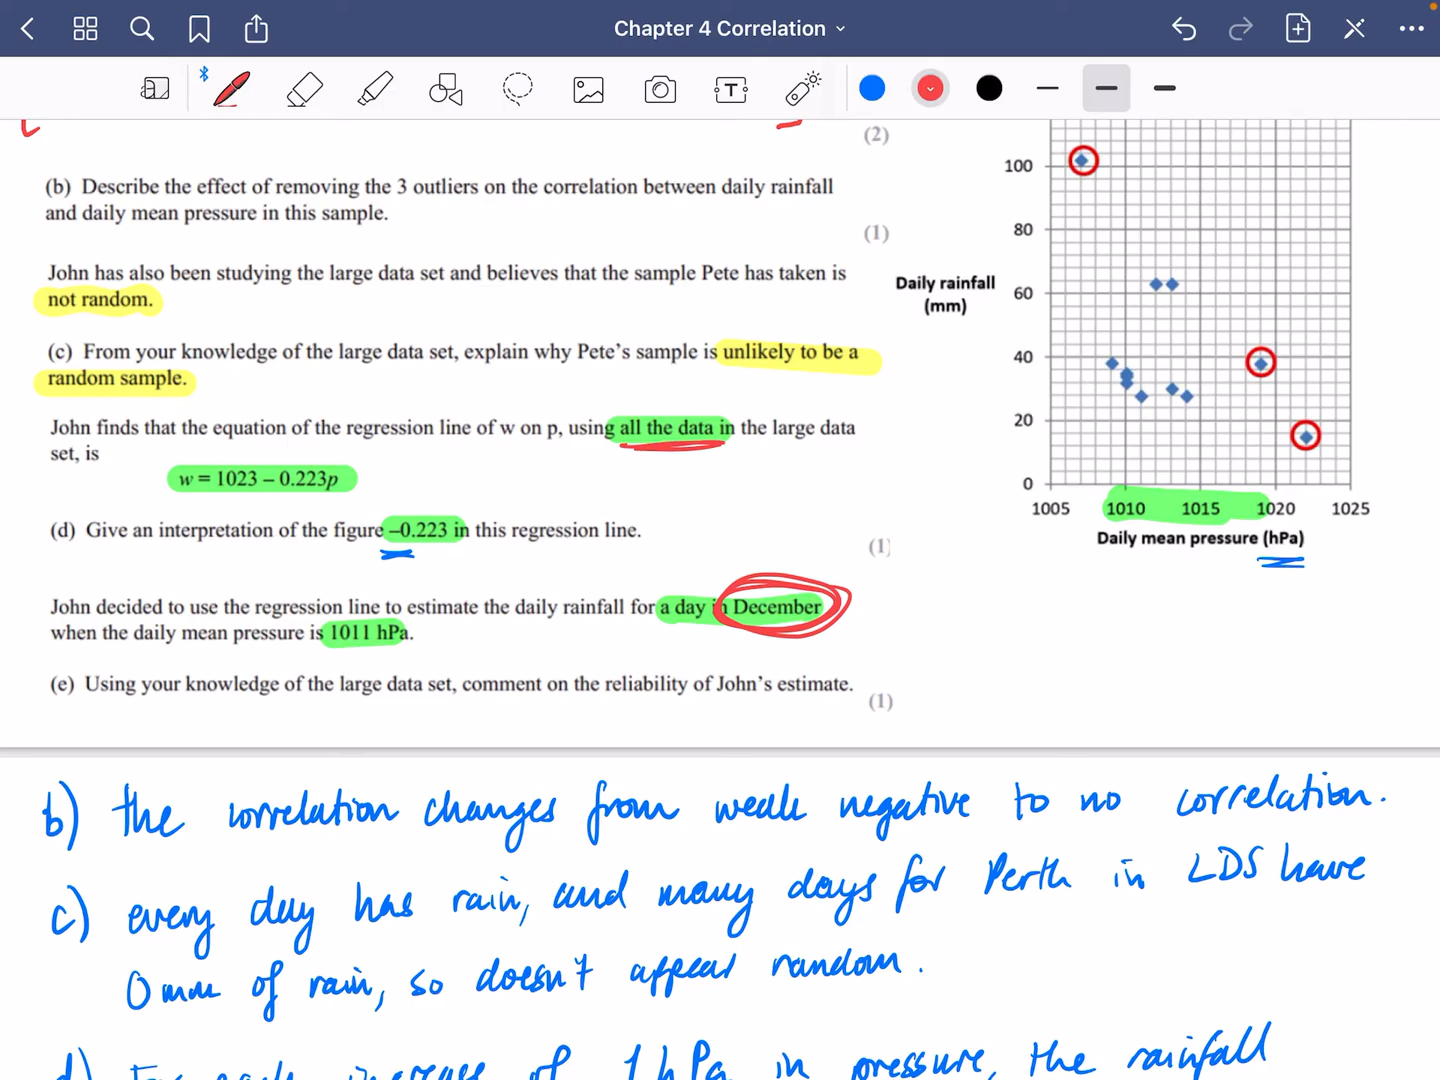 Chapter 4 Correlation
T
(2)
(b) Describe the effect of removing the 3 outliers on the correlation between daily rainfall
and daily mean pressure in this sample.
(1)
John has also been studying the large data set and believes that the sample Pete has taken is
not random.
(c) From your knowledge of the large data set, explain why Pete's sample is unlikely to be a
random sample.
John finds that the equation of the regression line of w on p, using all the data in the large data
set, is
w = 1023 – 0.223p
(d) Give an interpretation of the figure –0.223 in this regression line.
(1)
John decided to use the regression line to estimate the daily rainfall for a day in December
when the daily mean pressure is 1011 hPa.
(e) Using your knowledge of the large data set, comment on the reliability of John's estimate.
(1)
100
80
Daily rainfall
(mm)
60
40
20
0
1005 1010 1015 1020 1025
Daily mean pressure (hPa)
b) the correlation changes from weak negative to no correlation.
c) every day has rain, and many days for Perth in LDS have
0 mm of rain, so doesn't appear random.
d) For each increase of 1 hPa in pressure, the rainfall